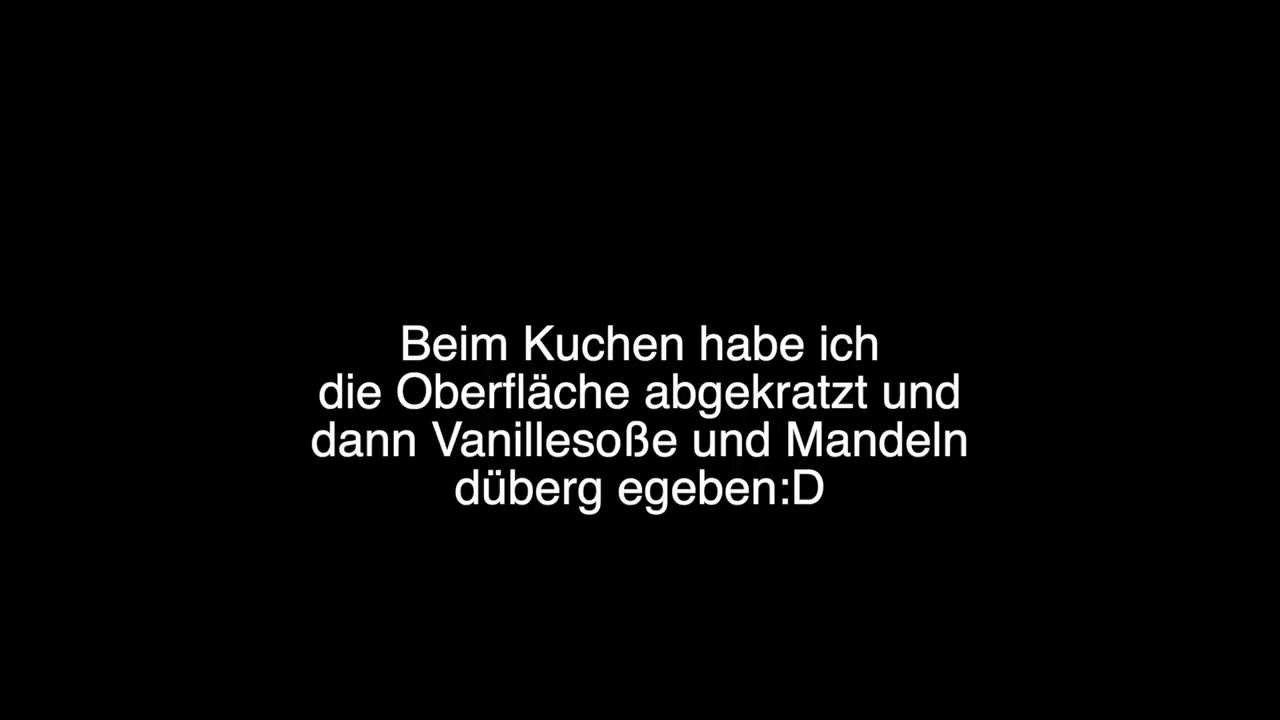 Beim Kuchen habe ich
die Oberfläche abgekratzt und
dann Vanillesoße und Mandeln
düberg egeben:D